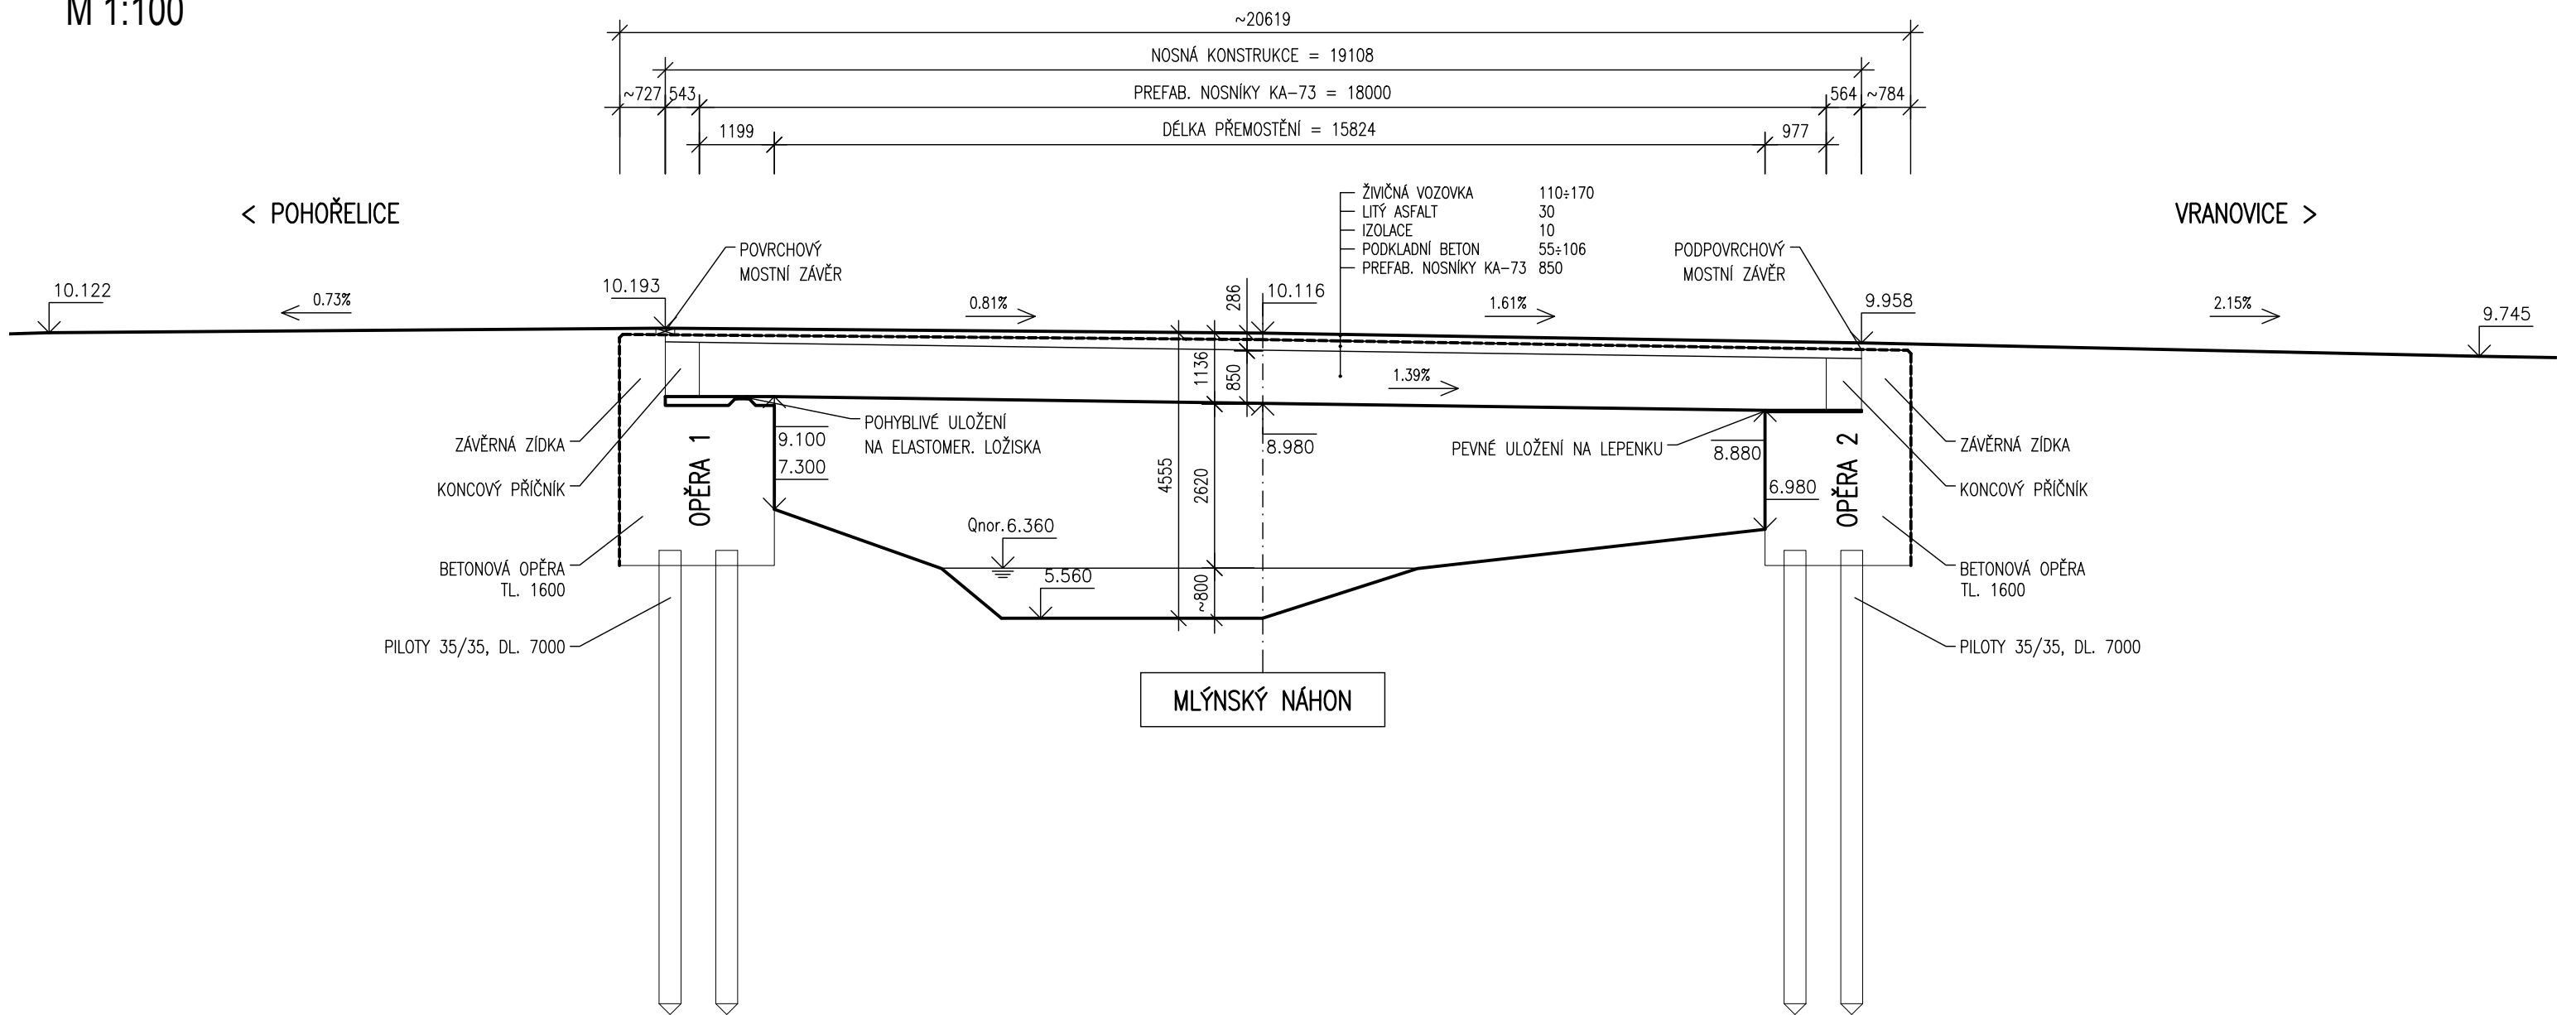 M 1:100
~20619
NOSNÁ KONSTRUKCE = 19108
~727 543 PREFAB. NOSNÍKY KA-73 = 18000 564 ~784
1199 DÉLKA PŘEMOSTĚNÍ = 15824 977
< POHOŘELICE
VRANOVICE >
ŽIVIČNÁ VOZOVKA 110÷170
LITÝ ASFALT 30
IZOLACE 10
PODKLADNÍ BETON 55÷106
PREFAB. NOSNÍKY KA-73 850
POVRCHOVÝ
MOSTNÍ ZÁVĚR
PODPOVRCHOVÝ
MOSTNÍ ZÁVĚR
10.122
0.73%
10.193
0.81%
286
10.116
1.61%
9.958
2.15%
9.745
1136
850
1.39%
POHYBLIVÉ ULOŽENÍ
NA ELASTOMER. LOŽISKA
9.100
7.300
8.980
PEVNÉ ULOŽENÍ NA LEPENKU
8.880
6.980
ZÁVĚRNÁ ZÍDKA
KONCOVÝ PŘÍČNÍK
OPĚRA 1
OPĚRA 2
ZÁVĚRNÁ ZÍDKA
KONCOVÝ PŘÍČNÍK
4555
2620
~800
Qnor.6.360
5.560
BETONOVÁ OPĚRA
TL. 1600
BETONOVÁ OPĚRA
TL. 1600
PILOTY 35/35, DL. 7000
PILOTY 35/35, DL. 7000
MLÝNSKÝ NÁHON